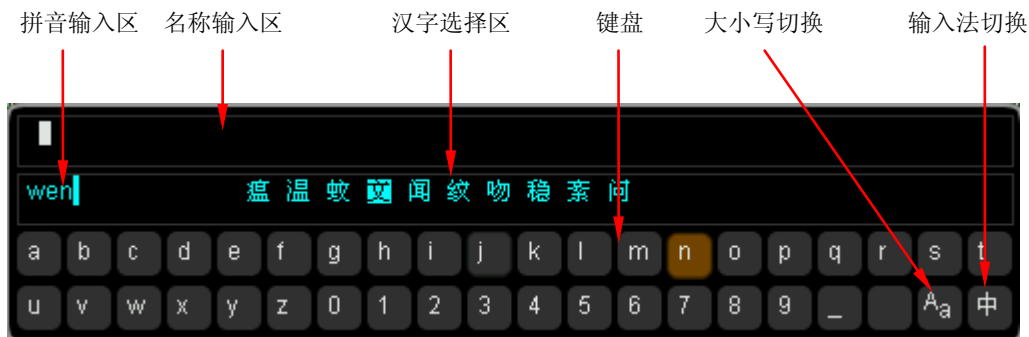 拼音输入区 名称输入区 汉字选择区 键盘 大小写切换 输入法切换
wen 瘟 温 蚊 文 闻 纹 吻 稳 紊 问
a b c d e f g h i j k l m n o p q r s t
u v w x y z 0 1 2 3 4 5 6 7 8 9 _ Aa 中